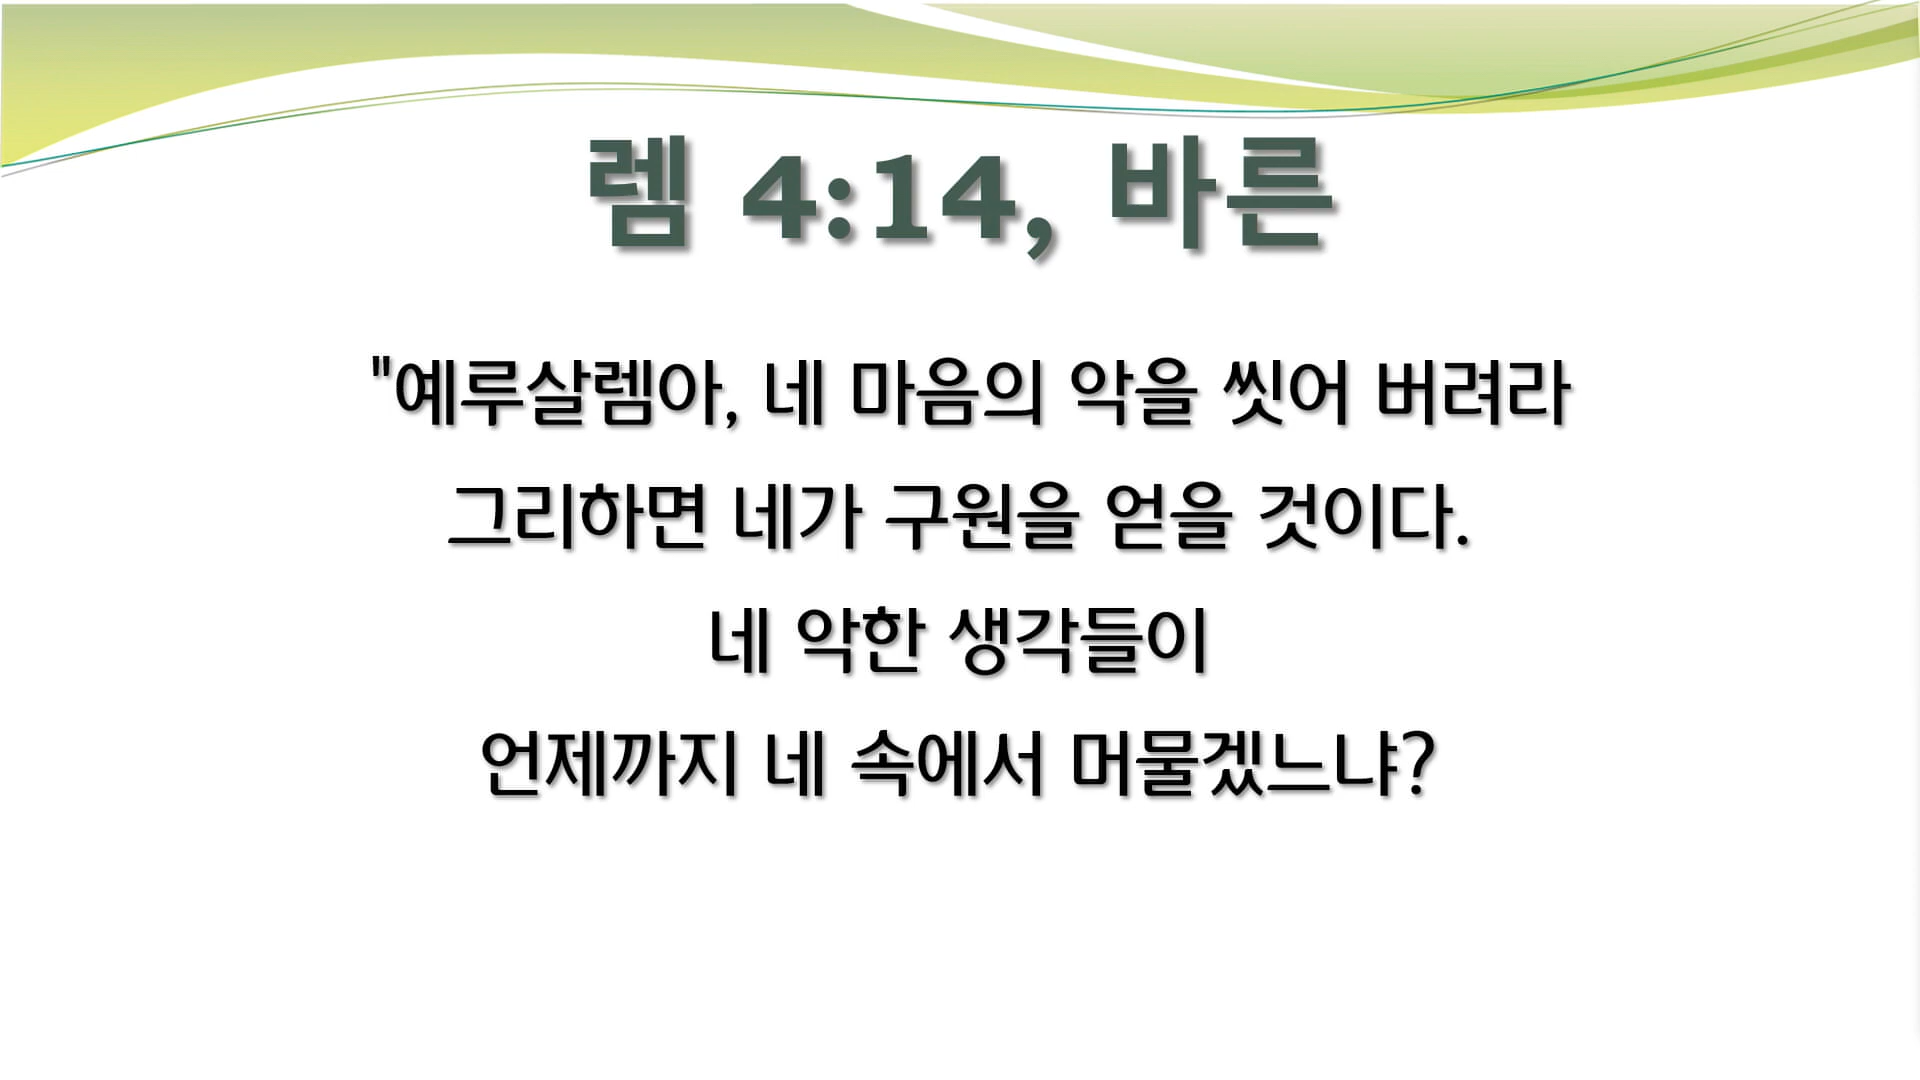 렘 4:14, 바른
"예루살렘아, 네 마음의 악을 씻어 버려라
그리하면 네가 구원을 얻을 것이다.
네 악한 생각들이
언제까지 네 속에서 머물겠느냐?